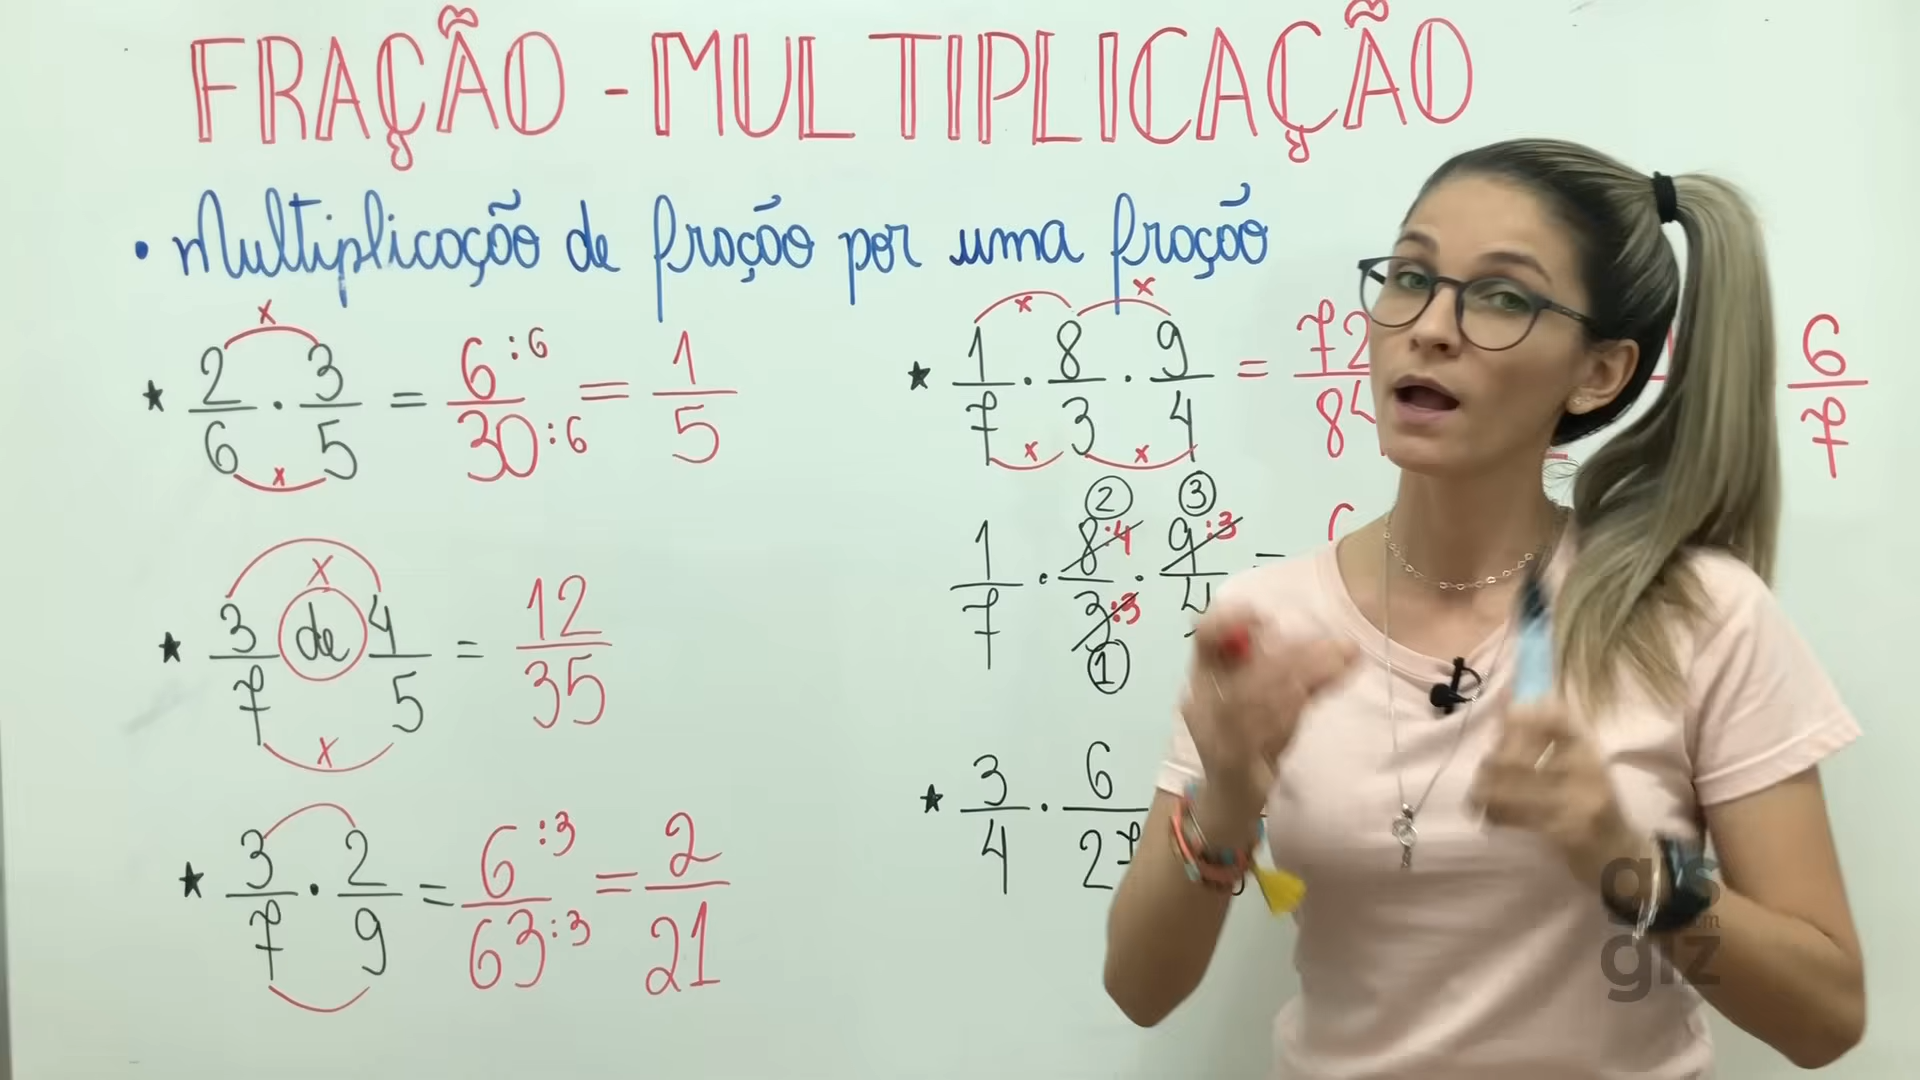 FRAÇÃO - MULTIPLICAÇÃO
• Multiplicação de fração por uma fração
x
★ 2/6 · 3/5 = 6:6/30:6 = 1/5
x
x
★ 3/7 de 4/5 = 12/35
x
★ 3/7 · 2/9 = 6:3/63:3 = 2/21
x x
★ 1/7 · 8/3 · 9/4 = 72/84 6/7
x x
② ③
1/7 · 8:4/3:3 · 9:3/4 =
①
★ 3/4 · 6/27
gis
giz